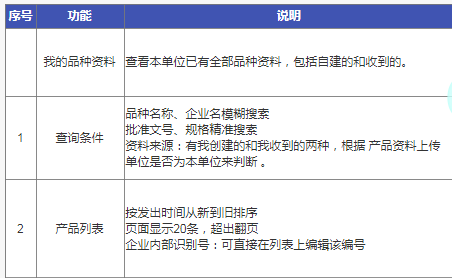 序号 功能 说明
我的品种资料 查看本单位已有全部品种资料，包括自建的和收到的。
1 查询条件 品种名称、企业名模糊搜索
批准文号、规格精准搜索
资料来源：有我创建的和我收到的两种，根据 产品资料上传
单位是否为本单位来判断 。
2 产品列表 按发出时间从新到旧排序
页面显示20条，超出翻页
企业内部识别号：可直接在列表上编辑该编号